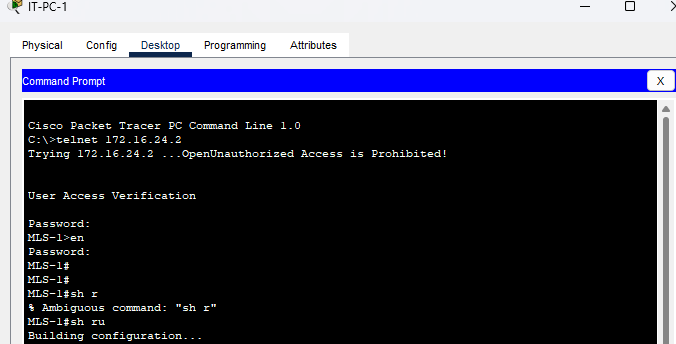 IT-PC-1
Physical Config Desktop Programming Attributes
Command Prompt X
Cisco Packet Tracer PC Command Line 1.0
C:\>telnet 172.16.24.2
Trying 172.16.24.2 ...OpenUnauthorized Access is Prohibited!
User Access Verification
Password:
MLS-1>en
Password:
MLS-1#
MLS-1#
MLS-1#sh r
% Ambiguous command: "sh r"
MLS-1#sh ru
Building configuration...